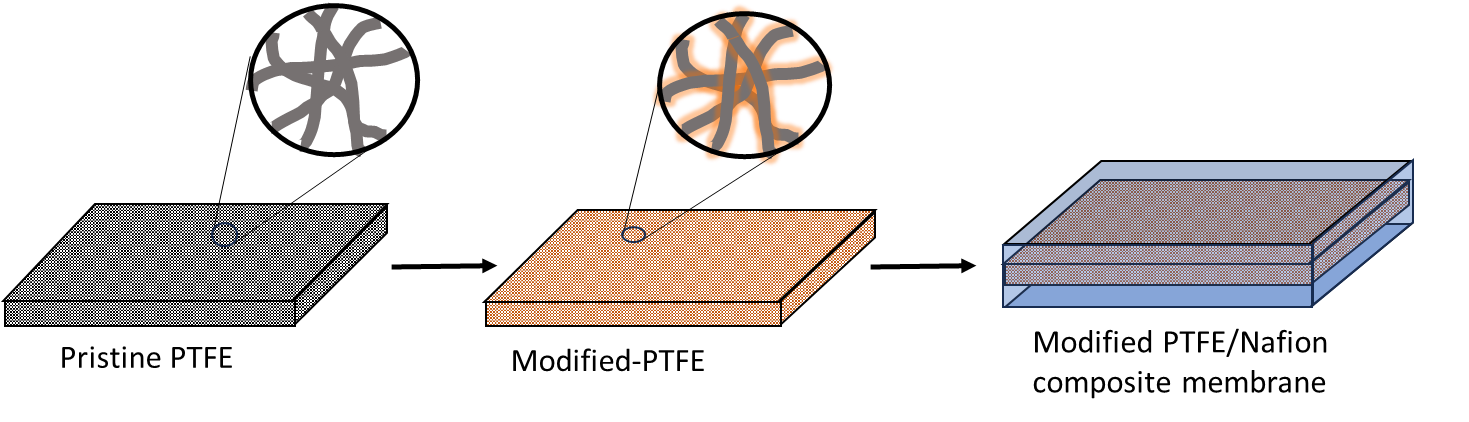 Pristine PTFE
Modified-PTFE
Modified PTFE/Nafion
composite membrane